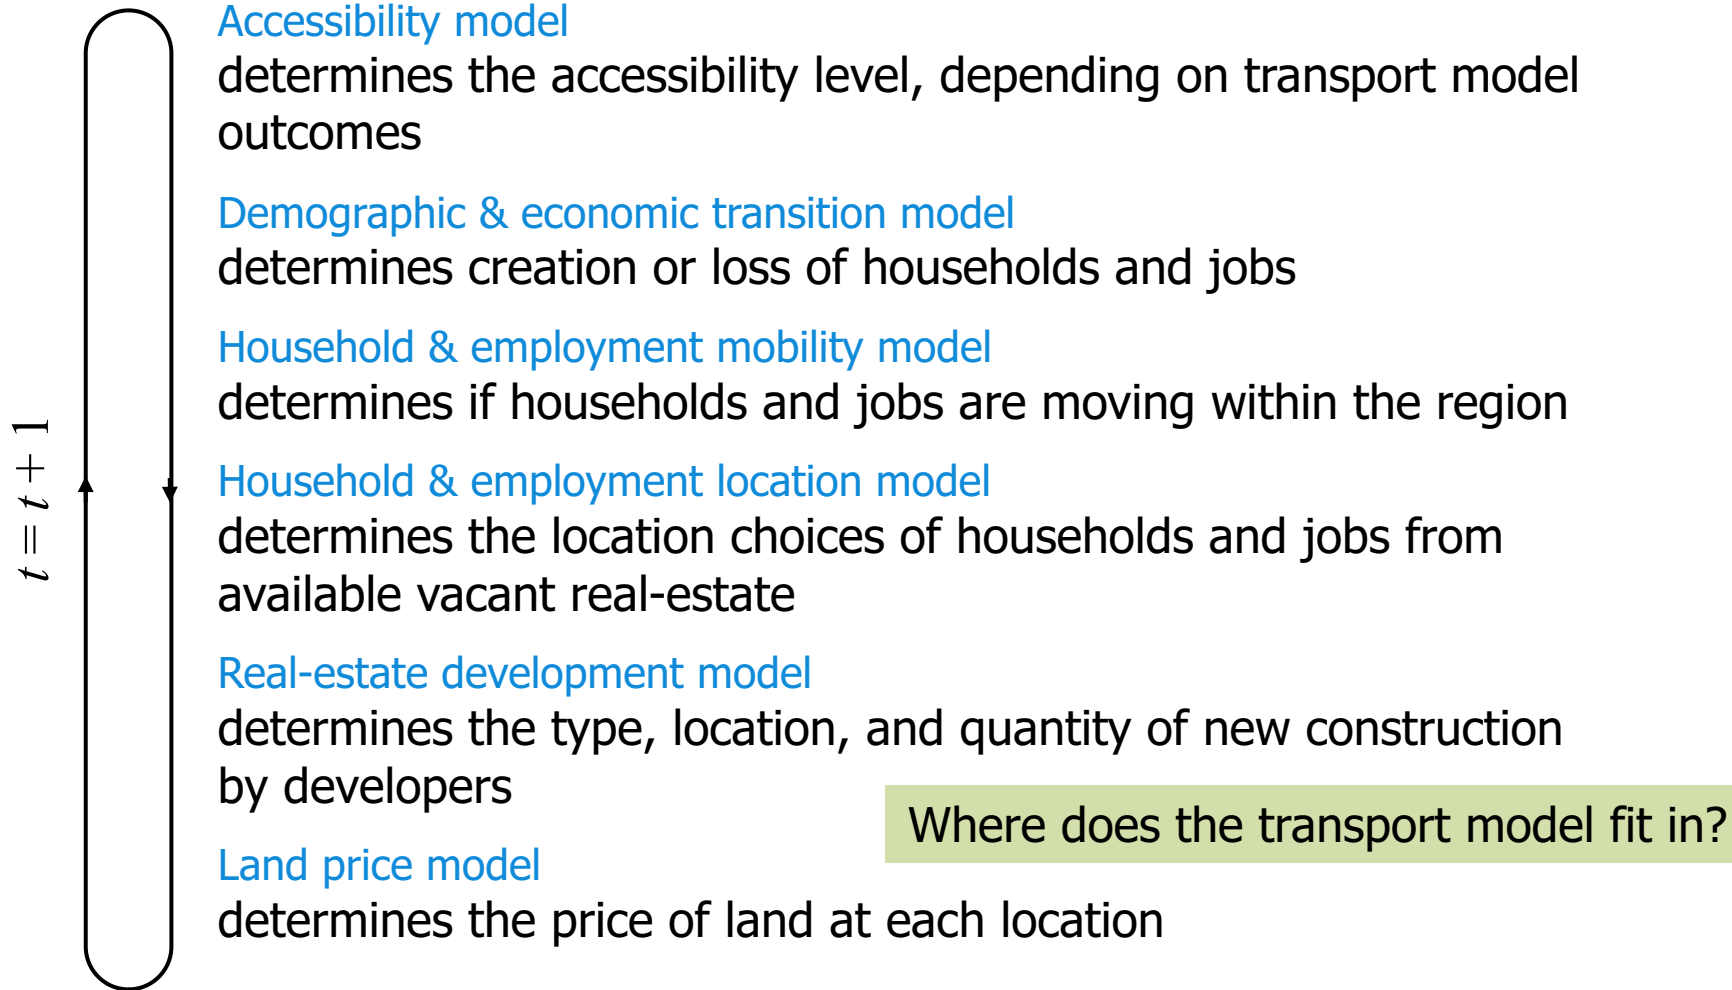 Accessibility model
determines the accessibility level, depending on transport model
outcomes
Demographic & economic transition model
determines creation or loss of households and jobs
Household & employment mobility model
determines if households and jobs are moving within the region
t = t + 1
Household & employment location model
determines the location choices of households and jobs from
available vacant real-estate
Real-estate development model
determines the type, location, and quantity of new construction
by developers
Where does the transport model fit in?
Land price model
determines the price of land at each location